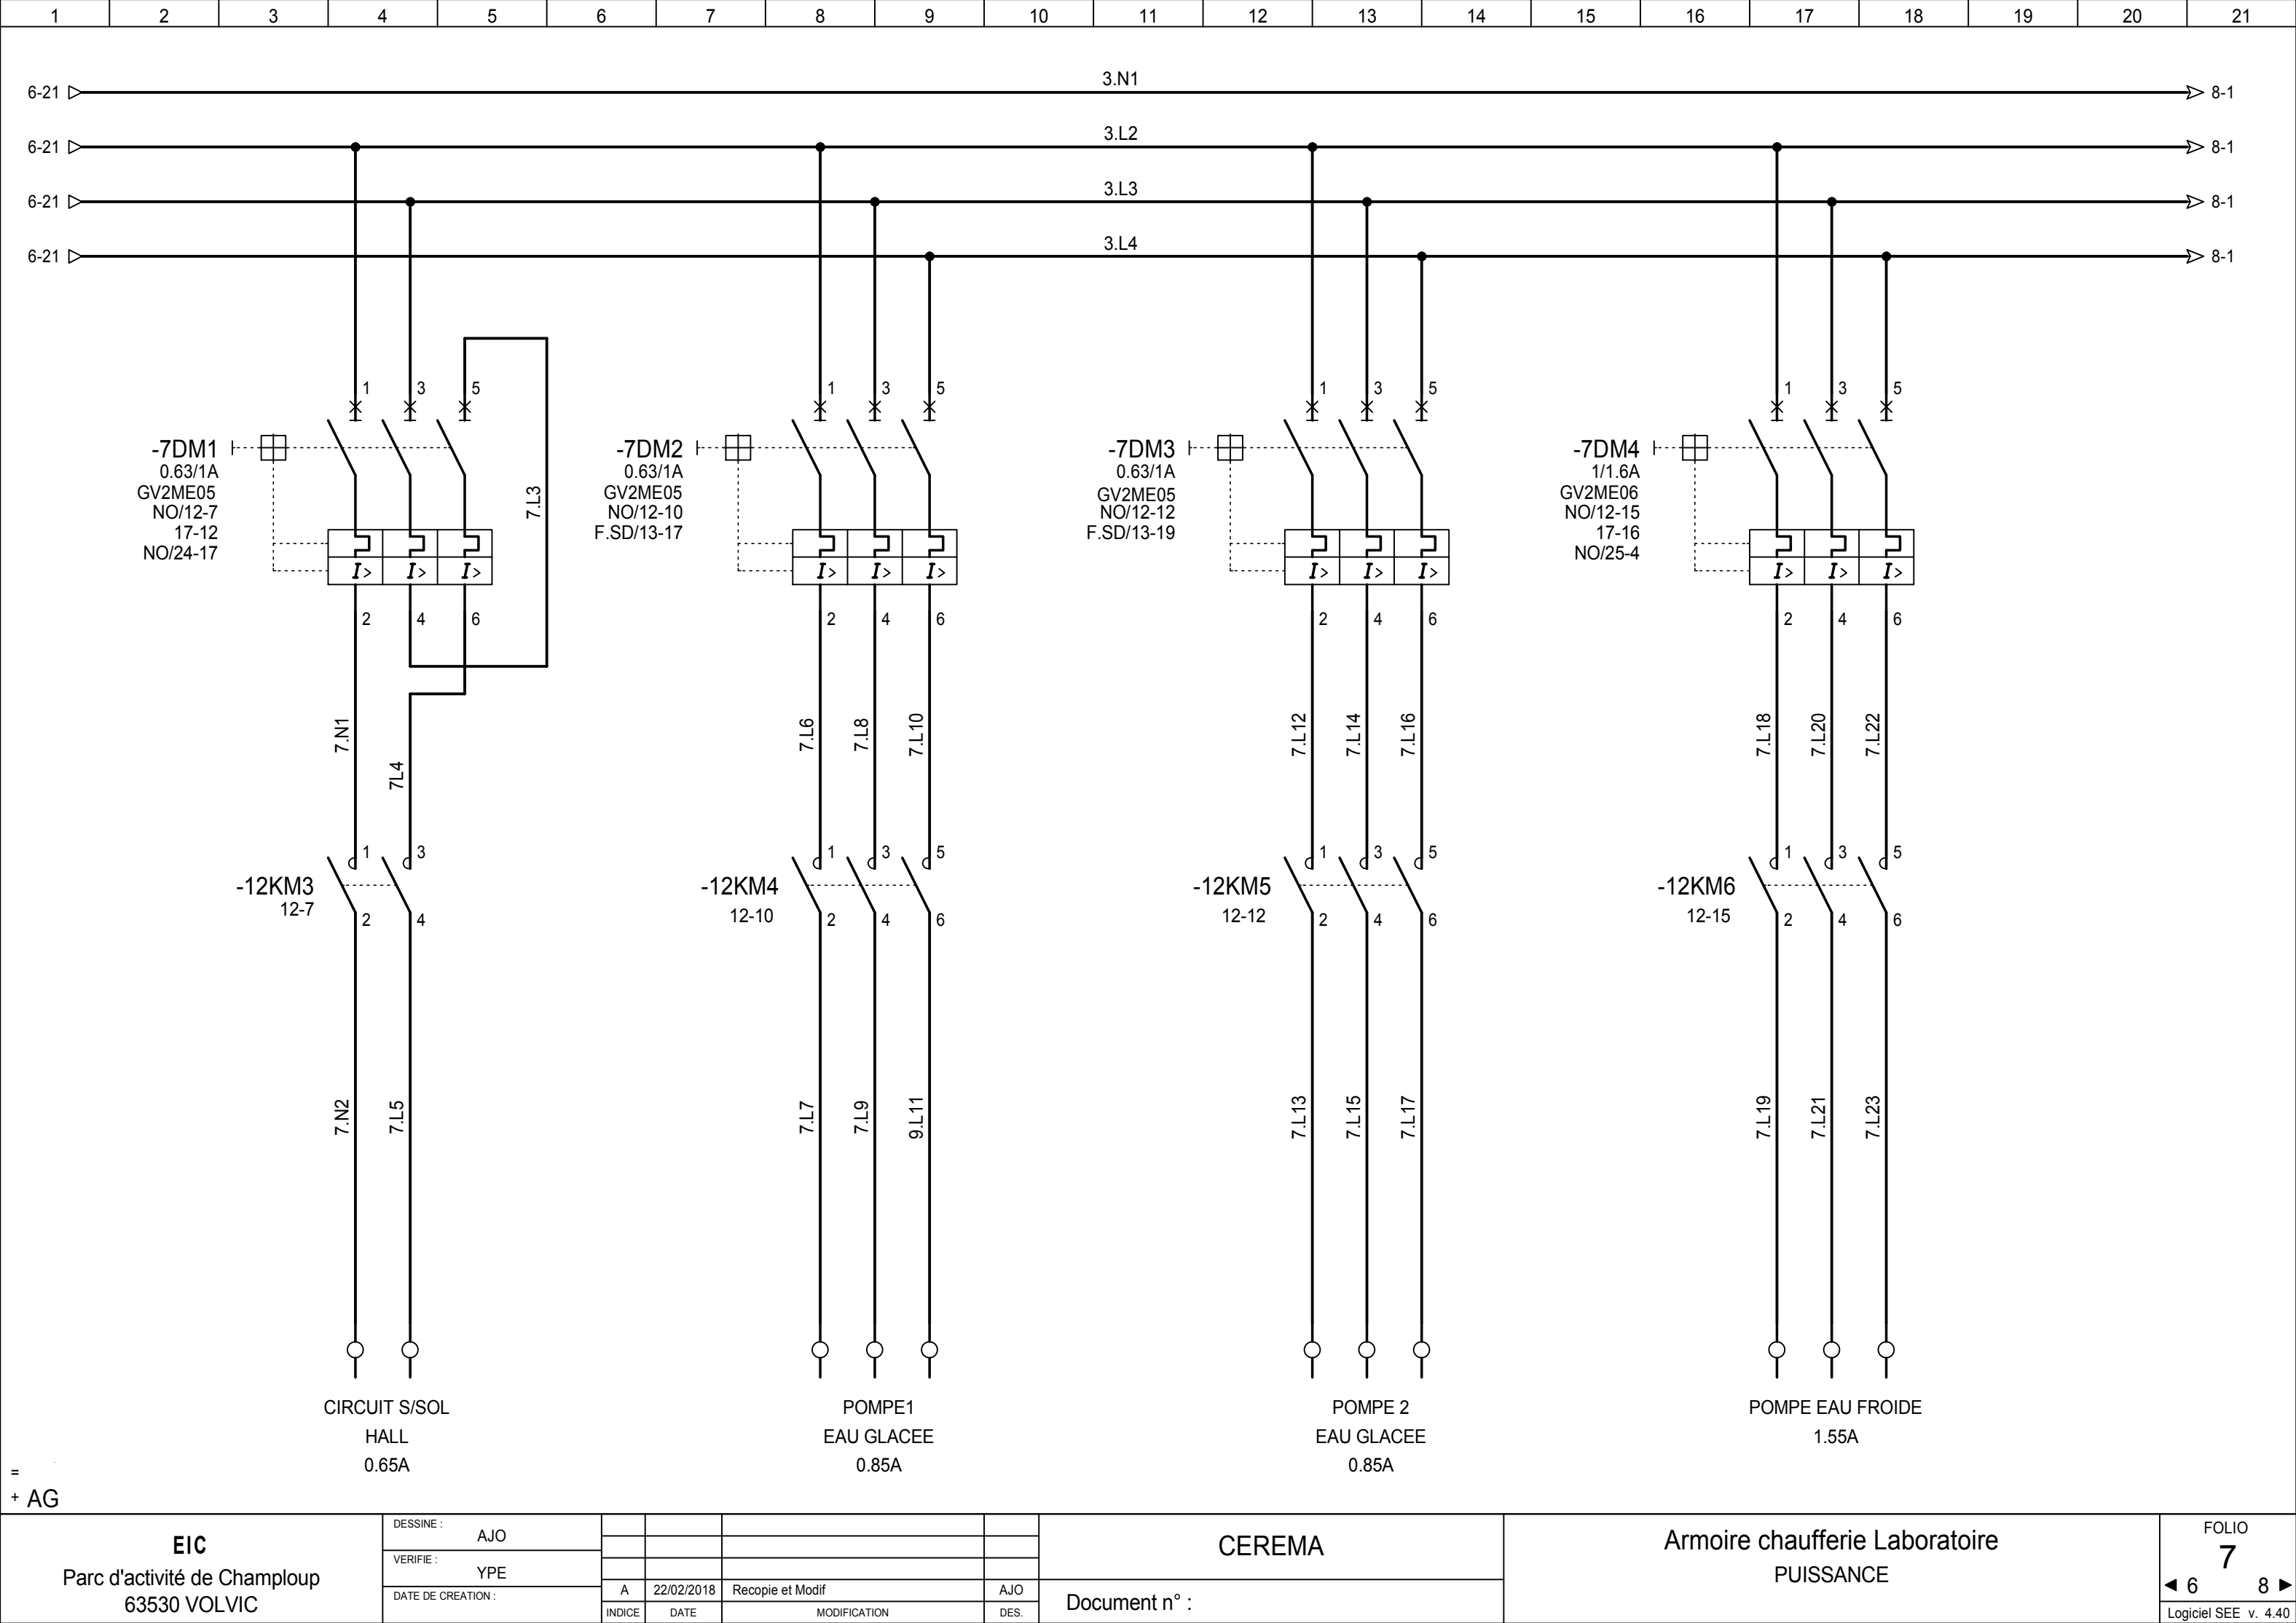 1 2 3 4 5 6 7 8 9 10 11 12 13 14 15 16 17 18 19 20 21
3.N1
6-21 8-1
3.L2
6-21 8-1
3.L3
6-21 8-1
3.L4
6-21 8-1
1 3 5
-7DM1
0.63/1A
GV2ME05
NO/12-7
17-12
NO/24-17
I> I> I>
2 4 6
7.L3
7.N1
7L4
1 3
-12KM3
12-7
2 4
7.N2
7.L5
CIRCUIT S/SOL
HALL
0.65A
1 3 5
-7DM2
0.63/1A
GV2ME05
NO/12-10
F.SD/13-17
I> I> I>
2 4 6
7.L6
7.L8
7.L10
1 3 5
-12KM4
12-10
2 4 6
7.L7
7.L9
9.L11
POMPE1
EAU GLACEE
0.85A
1 3 5
-7DM3
0.63/1A
GV2ME05
NO/12-12
F.SD/13-19
I> I> I>
2 4 6
7.L12
7.L14
7.L16
1 3 5
-12KM5
12-12
2 4 6
7.L13
7.L15
7.L17
POMPE 2
EAU GLACEE
0.85A
1 3 5
-7DM4
1/1.6A
GV2ME06
NO/12-15
17-16
NO/25-4
I> I> I>
2 4 6
7.L18
7.L20
7.L22
1 3 5
-12KM6
12-15
2 4 6
7.L19
7.L21
7.L23
POMPE EAU FROIDE
1.55A
=
+ AG
EIC
Parc d'activité de Champloup
63530 VOLVIC
DESSINE :
AJO
VERIFIE :
YPE
DATE DE CREATION :
A 22/02/2018 Recopie et Modif AJO
INDICE DATE MODIFICATION DES.
CEREMA
Document n° :
Armoire chaufferie Laboratoire
PUISSANCE
FOLIO
7
◄ 6 8 ►
Logiciel SEE v. 4.40